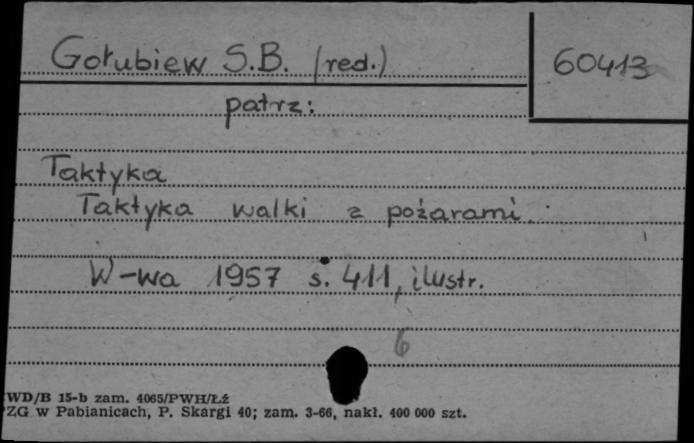 Gołubiew S.B. (red.)
60413
patrz:
Taktyka
Taktyka walki z pożarami.
W-wa 1957 s. 411, ilustr.
6
WD/B 15-b zam. 4065/PWH/Łź
PZG w Pabianicach, P. Skargi 40; zam. 3-66, nakł. 400 000 szt.